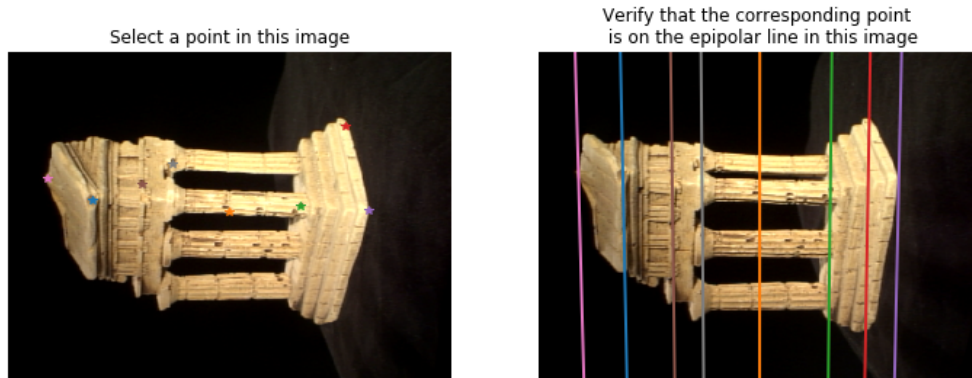 Select a point in this image
Verify that the corresponding point
is on the epipolar line in this image